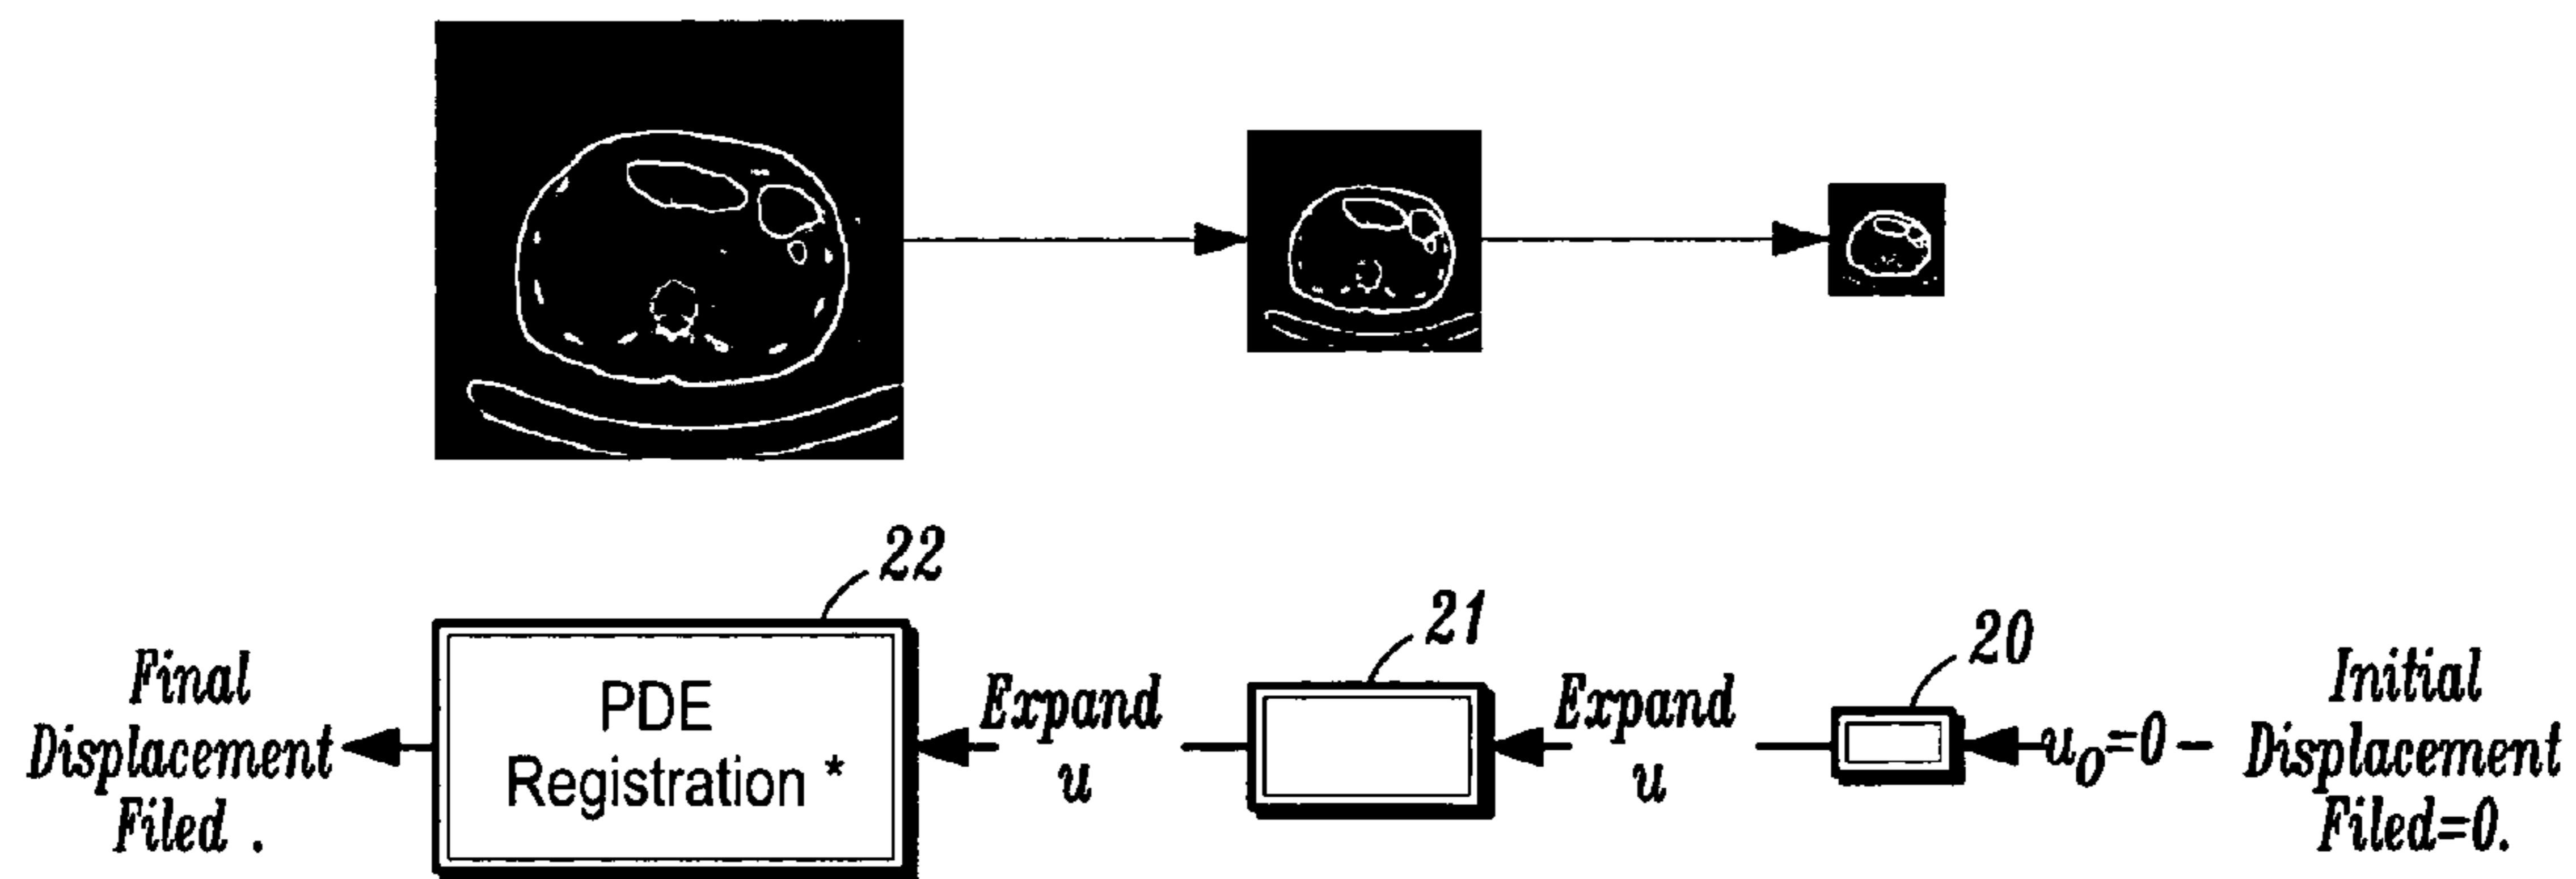 22
21
20
Final
Displacement
Filed .
PDE
Registration *
Expand
u
Expand
u
u0=0 –
Initial
Displacement
Filed=0.